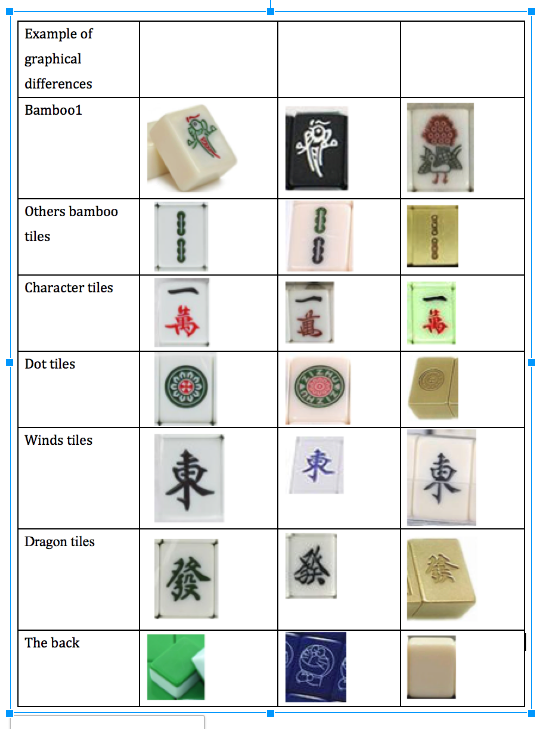 Example of
graphical
differences
Bamboo1
Others bamboo
tiles
Character tiles
一
萬
一
萬
一
萬
Dot tiles
Winds tiles
東
東
東
Dragon tiles
發
發
The back